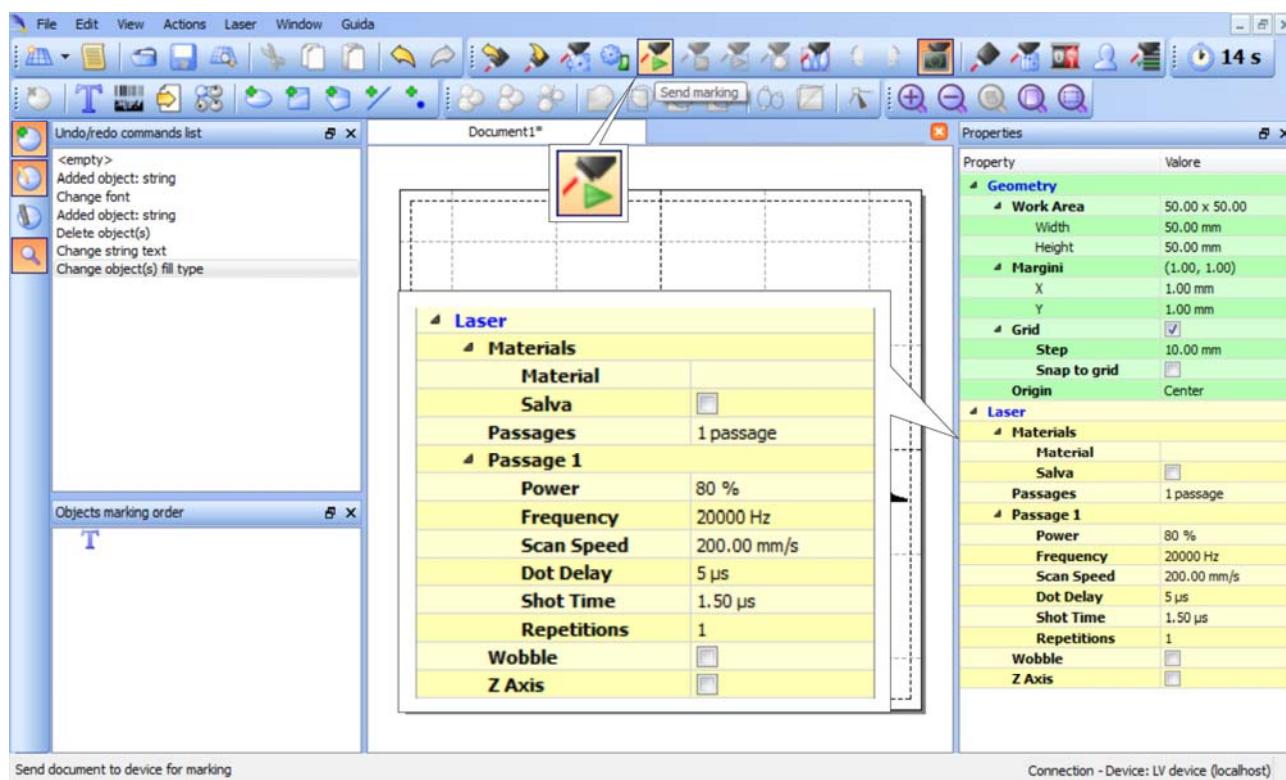 File Edit View Actions Laser Window Guida
14 s
T
Send marking
Undo/redo commands list
Document1*
Properties
<empty>
Added object: string
Change font
Added object: string
Delete object(s)
Change string text
Change object(s) fill type
Objects marking order
T
Laser
Materials
Material
Salva
Passages 1 passage
Passage 1
Power 80 %
Frequency 20000 Hz
Scan Speed 200.00 mm/s
Dot Delay 5 µs
Shot Time 1.50 µs
Repetitions 1
Wobble
Z Axis
Property Valore
Geometry
Work Area 50.00 x 50.00
Width 50.00 mm
Height 50.00 mm
Margini (1.00, 1.00)
X 1.00 mm
Y 1.00 mm
Grid
Step 10.00 mm
Snap to grid
Origin Center
Laser
Materials
Material
Salva
Passages 1 passage
Passage 1
Power 80 %
Frequency 20000 Hz
Scan Speed 200.00 mm/s
Dot Delay 5 µs
Shot Time 1.50 µs
Repetitions 1
Wobble
Z Axis
Send document to device for marking
Connection - Device: LV device (localhost)